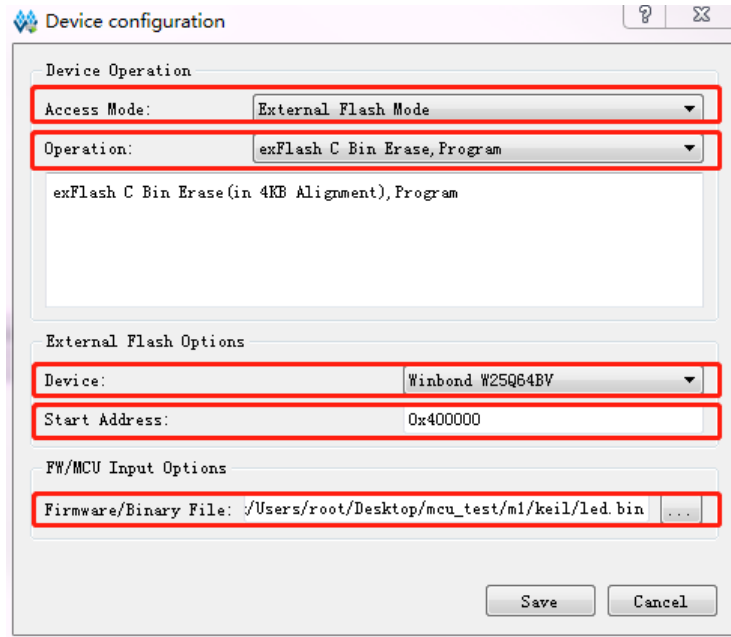 Device configuration
Device Operation
Access Mode: External Flash Mode
Operation: exFlash C Bin Erase,Program
exFlash C Bin Erase(in 4KB Alignment),Program
External Flash Options
Device: Winbond W25Q64BV
Start Address: 0x400000
FW/MCU Input Options
Firmware/Binary File: :/Users/root/Desktop/mcu_test/m1/keil/led.bin ...
Save Cancel